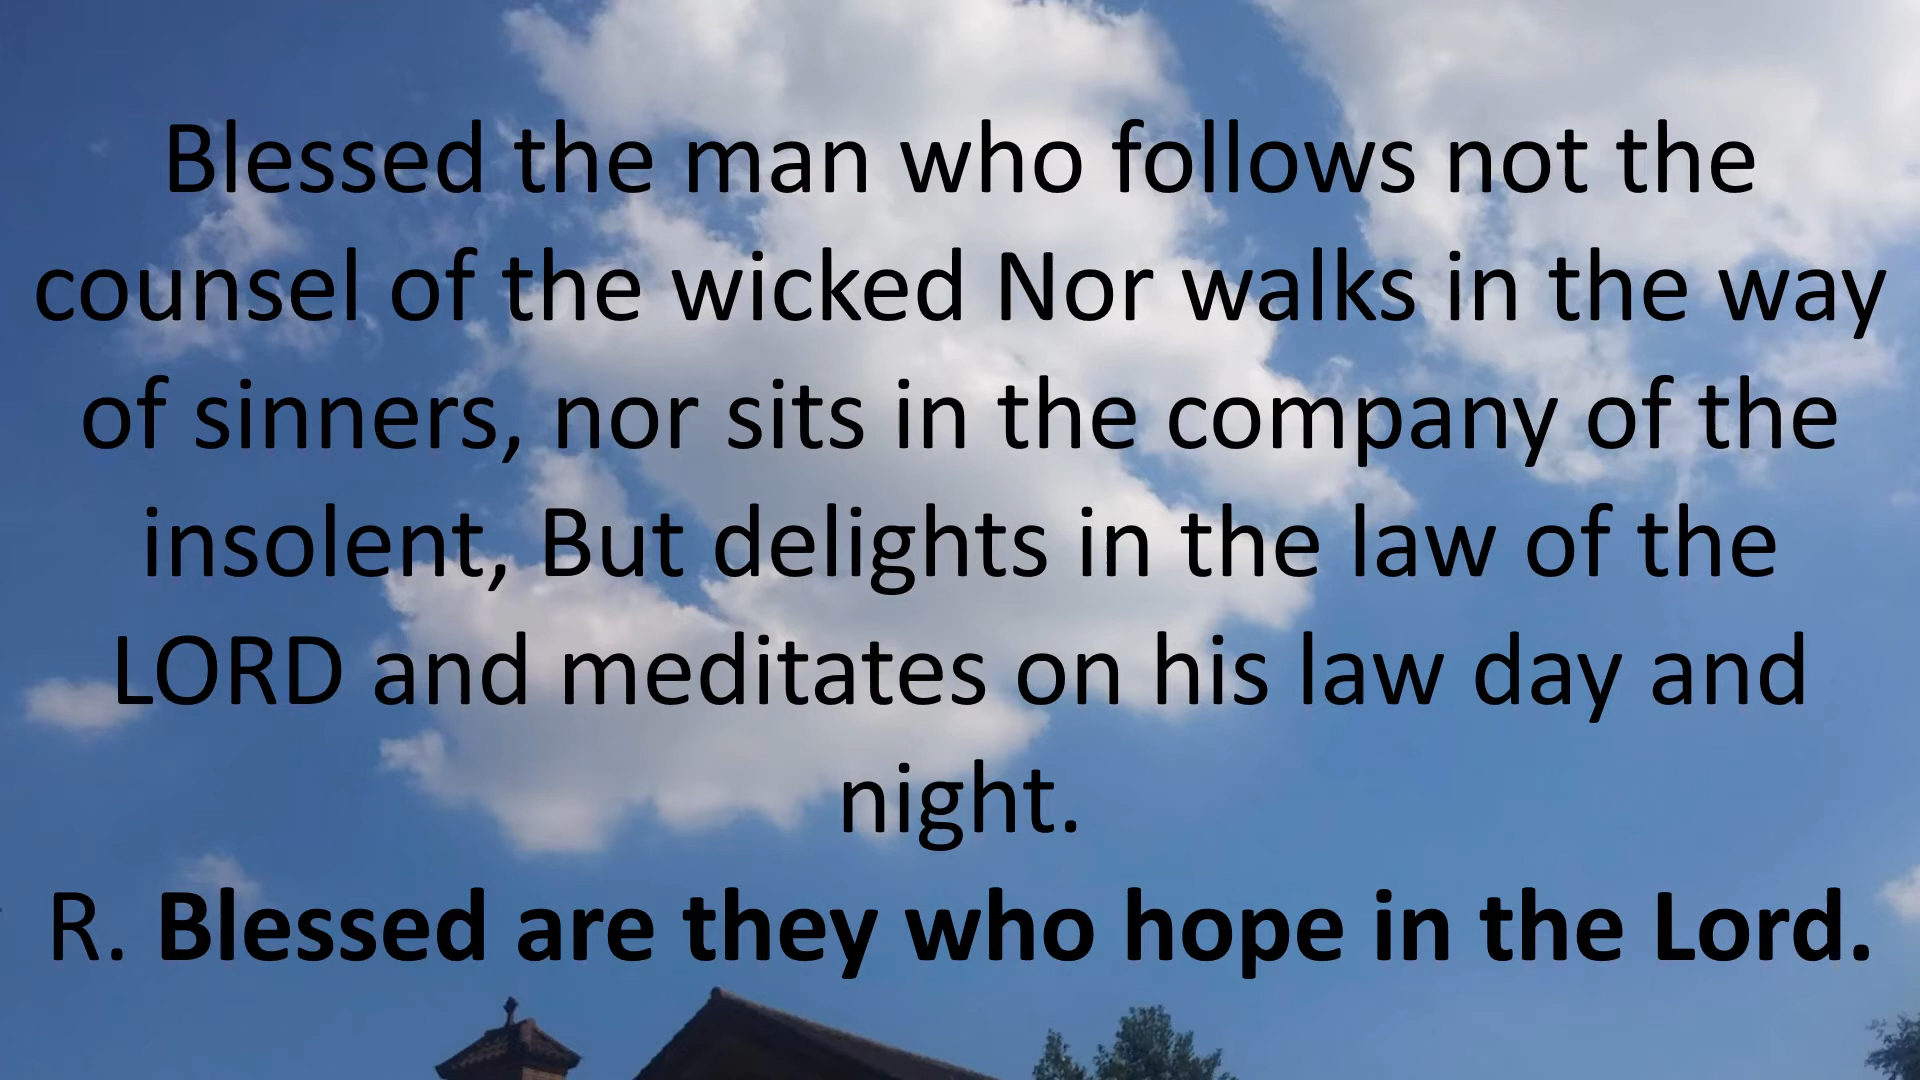 Blessed the man who follows not the
counsel of the wicked Nor walks in the way
of sinners, nor sits in the company of the
insolent, But delights in the law of the
LORD and meditates on his law day and
night.
R. Blessed are they who hope in the Lord.